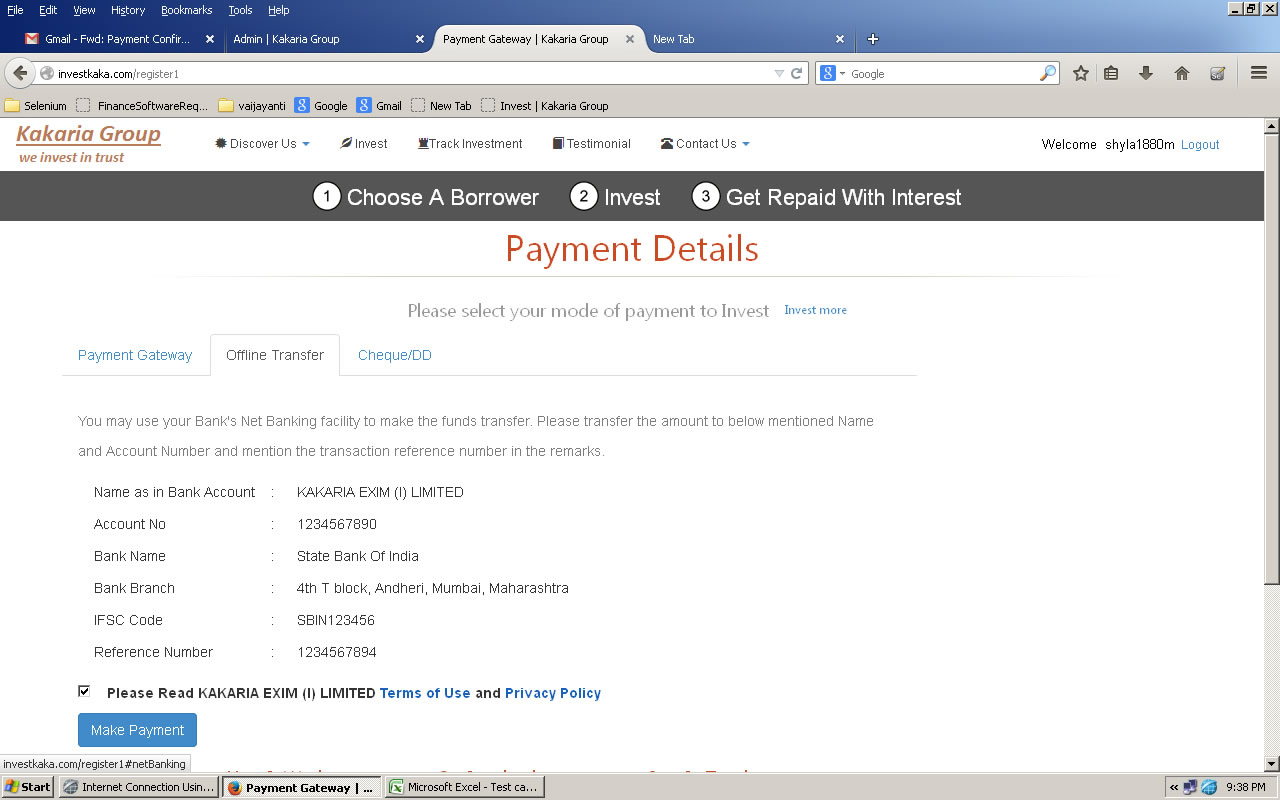 File Edit View History Bookmarks Tools Help
Gmail - Fwd: Payment Confir... Admin | Kakaria Group Payment Gateway | Kakaria Group New Tab
investkaka.com/register1 Google
Selenium FinanceSoftwareReq... vaijayanti Google Gmail New Tab Invest | Kakaria Group
Kakaria Group
we invest in trust
Discover Us Invest Track Investment Testimonial Contact Us Welcome shyla1880m Logout
1 Choose A Borrower 2 Invest 3 Get Repaid With Interest
Payment Details
Please select your mode of payment to Invest Invest more
Payment Gateway Offline Transfer Cheque/DD
You may use your Bank's Net Banking facility to make the funds transfer. Please transfer the amount to below mentioned Name
and Account Number and mention the transaction reference number in the remarks.
Name as in Bank Account : KAKARIA EXIM (I) LIMITED
Account No : 1234567890
Bank Name : State Bank Of India
Bank Branch : 4th T block, Andheri, Mumbai, Maharashtra
IFSC Code : SBIN123456
Reference Number : 1234567894
Please Read KAKARIA EXIM (I) LIMITED Terms of Use and Privacy Policy
Make Payment
investkaka.com/register1#netBanking
Start Internet Connection Usin... Payment Gateway | ... Microsoft Excel - Test ca... « 9:38 PM